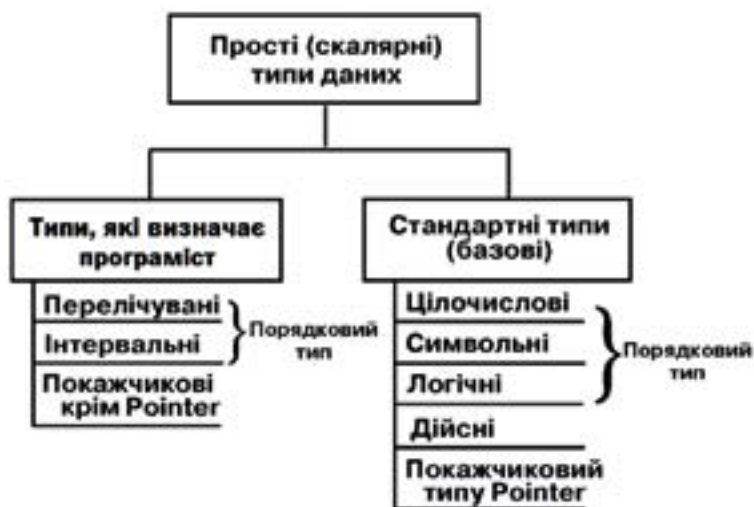 Прості (скалярні)
типи даних
Типи, які визначає
програміст
Перелічувані
Інтервальні
Порядковий
тип
Покажчикові
крім Pointer
Стандартні типи
(базові)
Цілочислові
Символьні
Логічні
Порядковий
тип
Дійсні
Покажчиковий
типу Pointer